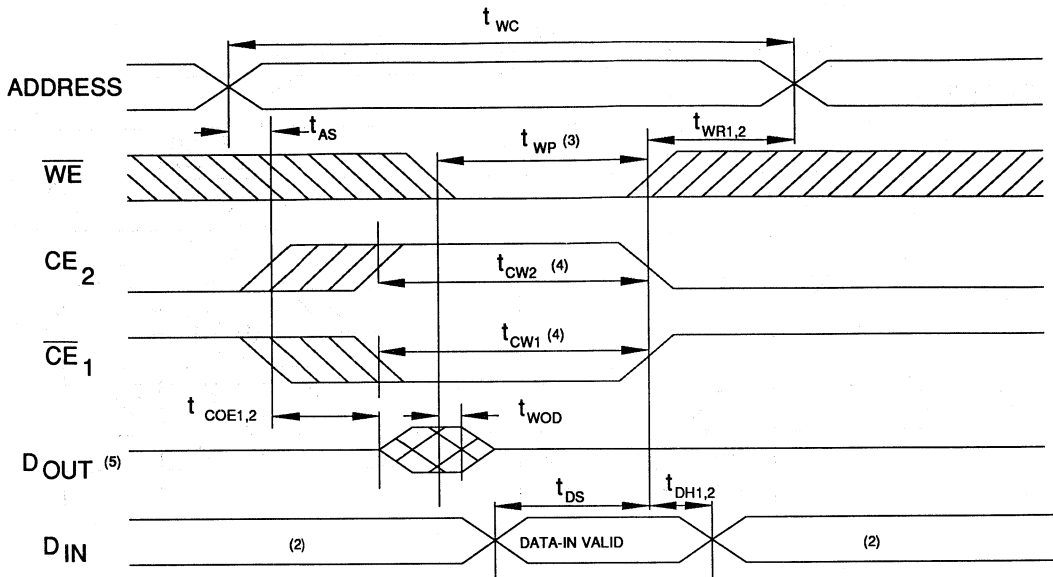 t WC
ADDRESS
t AS
t WP (3)
t WR1,2
WE
CE 2
t CW2 (4)
CE 1
t CW1 (4)
t COE1,2
t WOD
D OUT (5)
t DS
t DH1,2
D IN
(2)
DATA-IN VALID
(2)